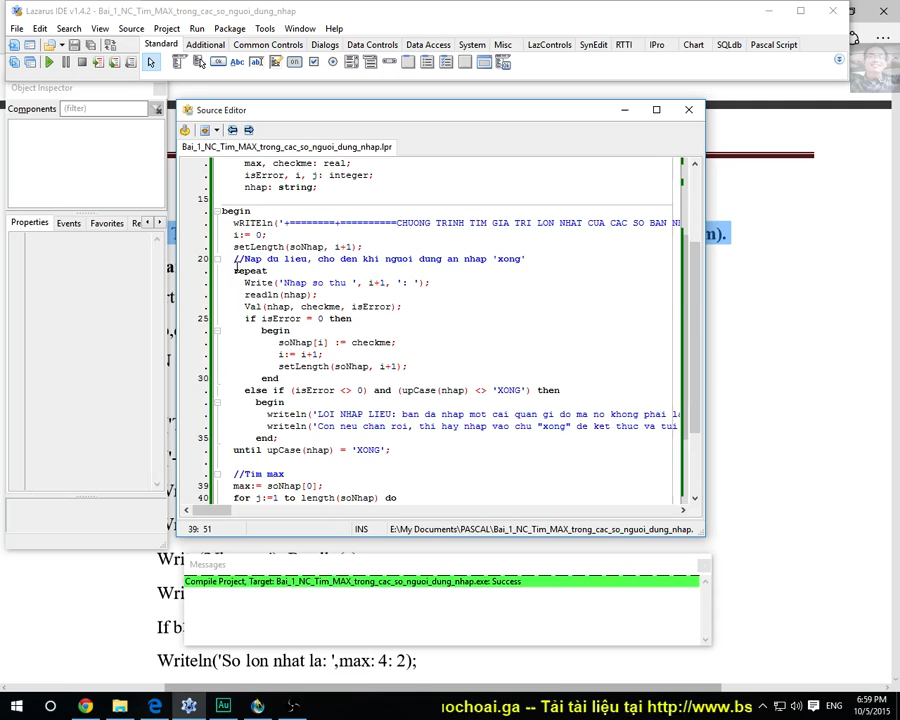 Lazarus IDE v1.4.2 - Bai_1_NC_Tim_MAX_trong_cac_so_nguoi_dung_nhap
File Edit Search View Source Project Run Package Tools Window Help
Standard Additional Common Controls Dialogs Data Controls Data Access System Misc LazControls SynEdit RTTI IPro Chart SQLdb Pascal Script
Object Inspector
Components (filter)
Properties Events Favorites Re
Source Editor
Bai_1_NC_Tim_MAX_trong_cac_so_nguoi_dung_nhap.lpr
max, checkme: real;
isError, i, j: integer;
nhap: string;
15
begin
wRITEln('+========+==========CHUONG TRINH TIM GIA TRI LON NHAT CUA CAC SO BAN NH
i:= 0;
setLength(soNhap, i+1);
20 //Nap du lieu, cho den khi nguoi dung an nhap 'xong'
repeat
Write('Nhap so thu ', i+1, ': ');
readln(nhap);
Val(nhap, checkme, isError);
25 if isError = 0 then
begin
soNhap[i] := checkme;
i:= i+1;
setLength(soNhap, i+1);
30 end
else if (isError <> 0) and (upCase(nhap) <> 'XONG') then
begin
writeln('LOI NHAP LIEU: ban da nhap mot cai quan gi do ma no khong phai la
writeln('Con neu chan roi, thi hay nhap vao chu "xong" de ket thuc va tui
35 end;
until upCase(nhap) = 'XONG';
//Tim max
39 max:= soNhap[0];
40 for j:=1 to length(soNhap) do
39: 51 INS E:\My Documents\PASCAL\Bai_1_NC_Tim_MAX_trong_cac_so_nguoi_dung_nhap.
m).
Messages
Compile Project, Target: Bai_1_NC_Tim_MAX_trong_cac_so_nguoi_dung_nhap.exe: Success
Writeln('So lon nhat la: ',max: 4: 2);
ENG
6:59 PM
10/5/2015
uochoai.ga -- Tải tài liệu tại http://www.bs